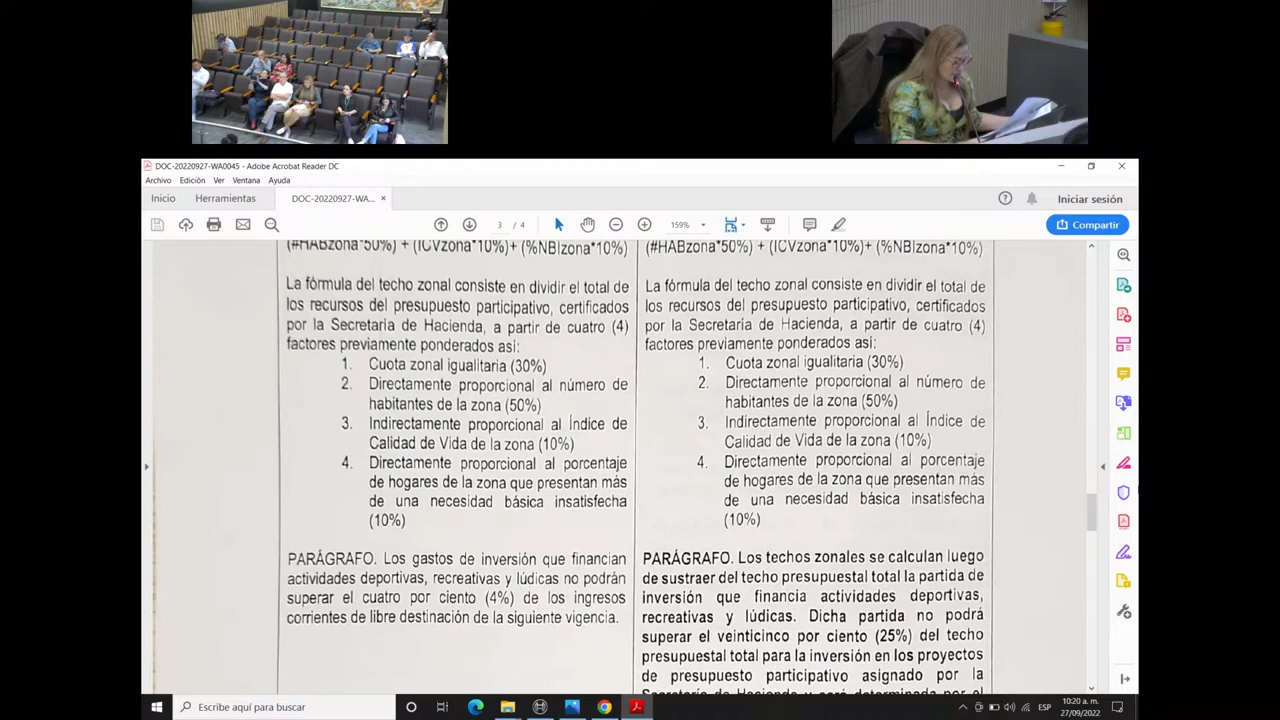 DOC-20220927-WA0045 - Adobe Acrobat Reader DC
Archivo Edición Ver Ventana Ayuda
Inicio Herramientas DOC-20220927-WA... × Iniciar sesión
3 / 4 159% Compartir
(#HABzona*50%) + (ICVzona*10%)+ (%NBIzona*10%)
La fórmula del techo zonal consiste en dividir el total de
los recursos del presupuesto participativo, certificados
por la Secretaría de Hacienda, a partir de cuatro (4)
factores previamente ponderados así:
1. Cuota zonal igualitaria (30%)
2. Directamente proporcional al número de
habitantes de la zona (50%)
3. Indirectamente proporcional al Índice de
Calidad de Vida de la zona (10%)
4. Directamente proporcional al porcentaje
de hogares de la zona que presentan más
de una necesidad básica insatisfecha
(10%)
PARÁGRAFO. Los gastos de inversión que financian
actividades deportivas, recreativas y lúdicas no podrán
superar el cuatro por ciento (4%) de los ingresos
corrientes de libre destinación de la siguiente vigencia.
(#HABzona*50%) + (ICVzona*10%)+ (%NBIzona*10%)
La fórmula del techo zonal consiste en dividir el total de
los recursos del presupuesto participativo, certificados
por la Secretaría de Hacienda, a partir de cuatro (4)
factores previamente ponderados así:
1. Cuota zonal igualitaria (30%)
2. Directamente proporcional al número de
habitantes de la zona (50%)
3. Indirectamente proporcional al Índice de
Calidad de Vida de la zona (10%)
4. Directamente proporcional al porcentaje
de hogares de la zona que presentan más
de una necesidad básica insatisfecha
(10%)
PARÁGRAFO. Los techos zonales se calculan luego
de sustraer del techo presupuestal total la partida de
inversión que financia actividades deportivas,
recreativas y lúdicas. Dicha partida no podrá
superar el veinticinco por ciento (25%) del techo
presupuestal total para la inversión en los proyectos
de presupuesto participativo asignado por la
Secretaría de Hacienda y será determinada por el
Escribe aquí para buscar
ESP
10:20 a. m.
27/09/2022